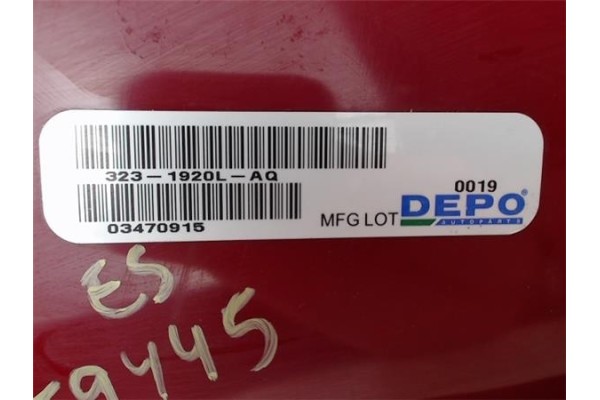 323-1920L-AQ
0019
03470915
MFG LOT DEPO®
AUTOPARTS
ES
9445